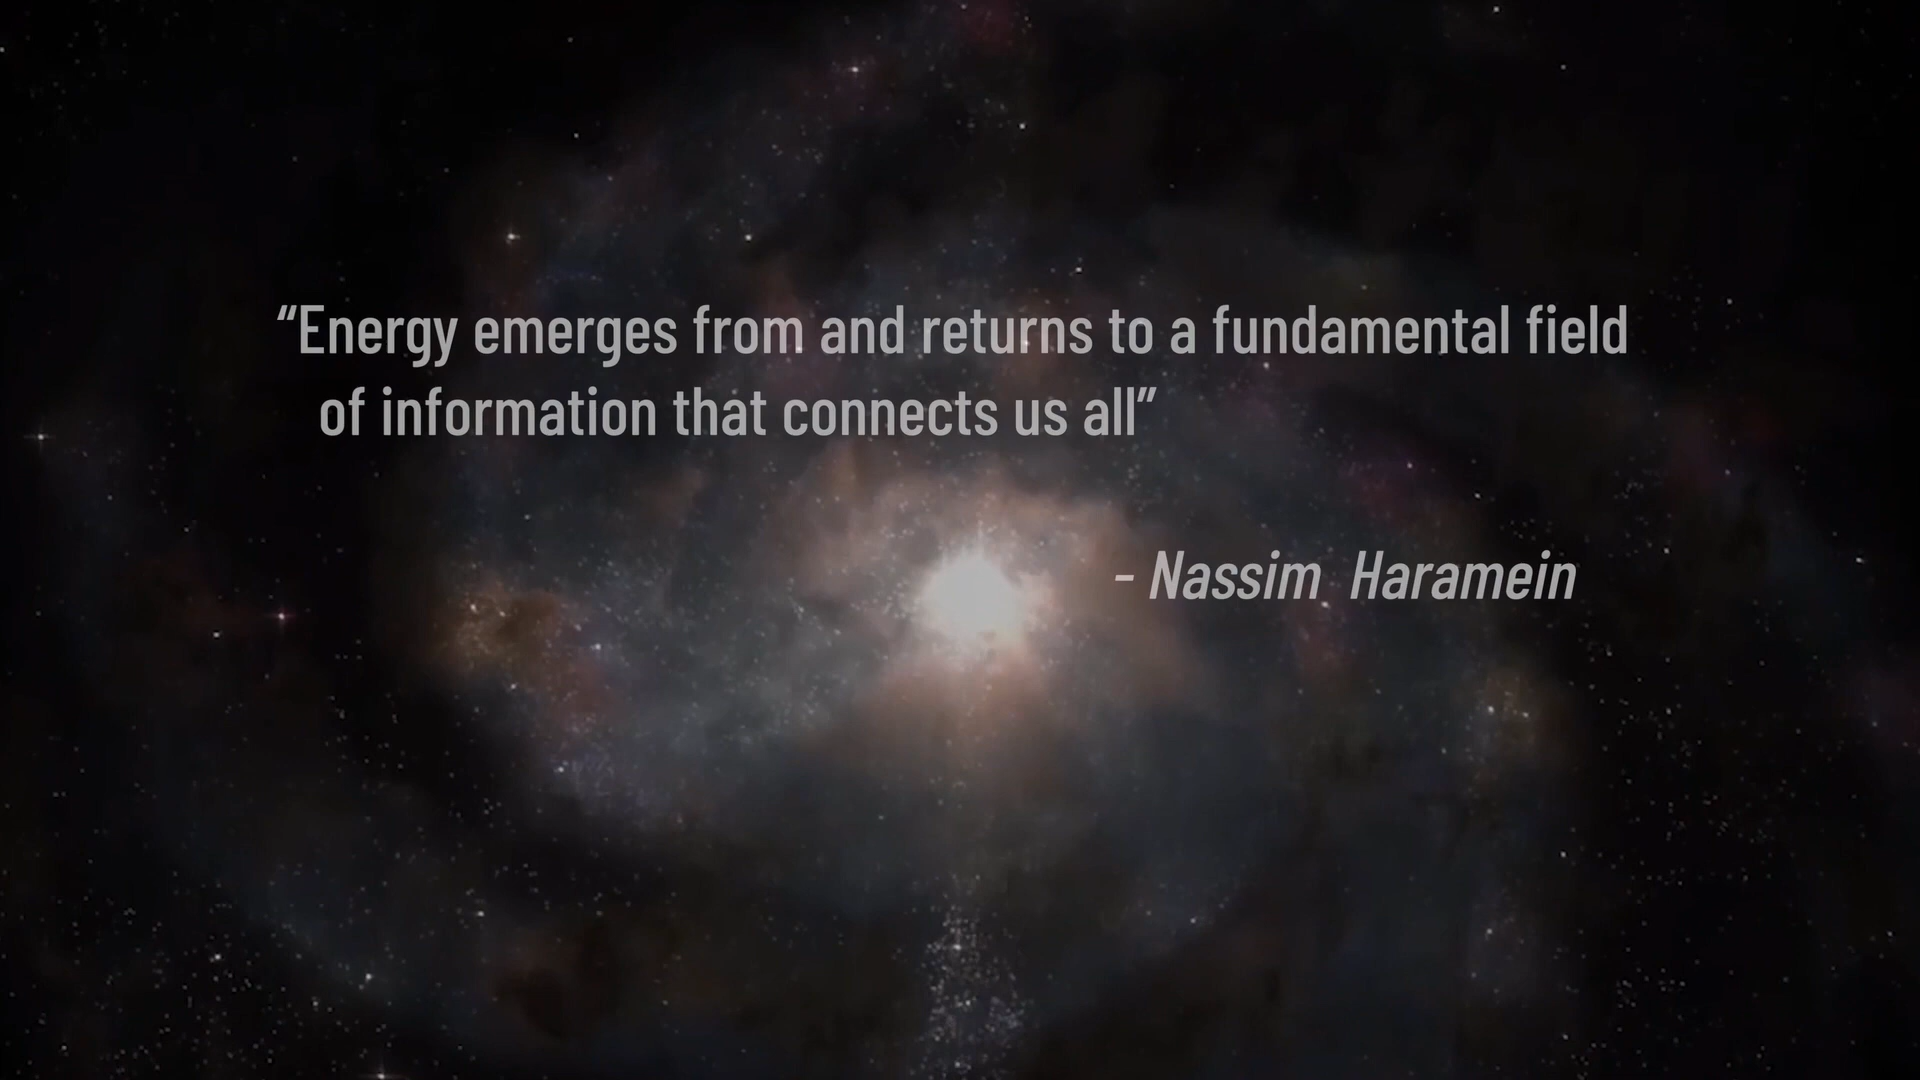 “Energy emerges from and returns to a fundamental field
of information that connects us all”
- Nassim Haramein